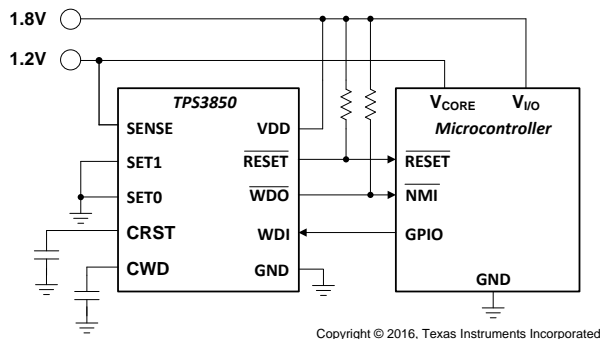 1.8V
1.2V
TPS3850
SENSE
SET1
SET0
CRST
CWD
VDD
RESET
WDO
WDI
GND
VCORE
VI/O
Microcontroller
RESET
NMI
GPIO
GND
Copyright © 2016, Texas Instruments Incorporated